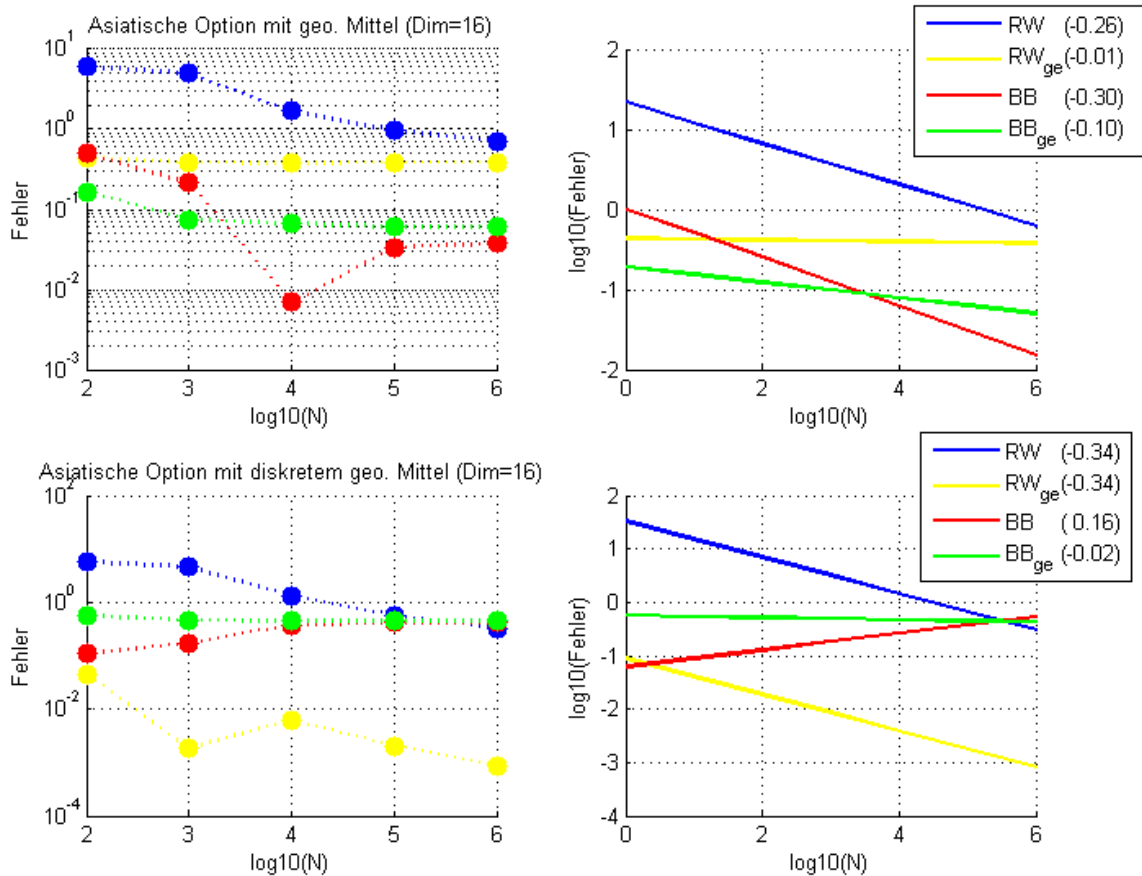 Asiatische Option mit geo. Mittel (Dim=16)
10^1
10^0
10^-1
10^-2
10^-3
Fehler
2 3 4 5 6
log10(N)
RW (-0.26)
RW_ge (-0.01)
BB (-0.30)
BB_ge (-0.10)
2
1
0
-1
-2
log10(Fehler)
0 2 4 6
log10(N)
Asiatische Option mit diskretem geo. Mittel (Dim=16)
10^2
10^0
10^-2
10^-4
Fehler
2 3 4 5 6
log10(N)
RW (-0.34)
RW_ge (-0.34)
BB ( 0.16)
BB_ge (-0.02)
2
1
0
-1
-2
-3
-4
log10(Fehler)
0 2 4 6
log10(N)